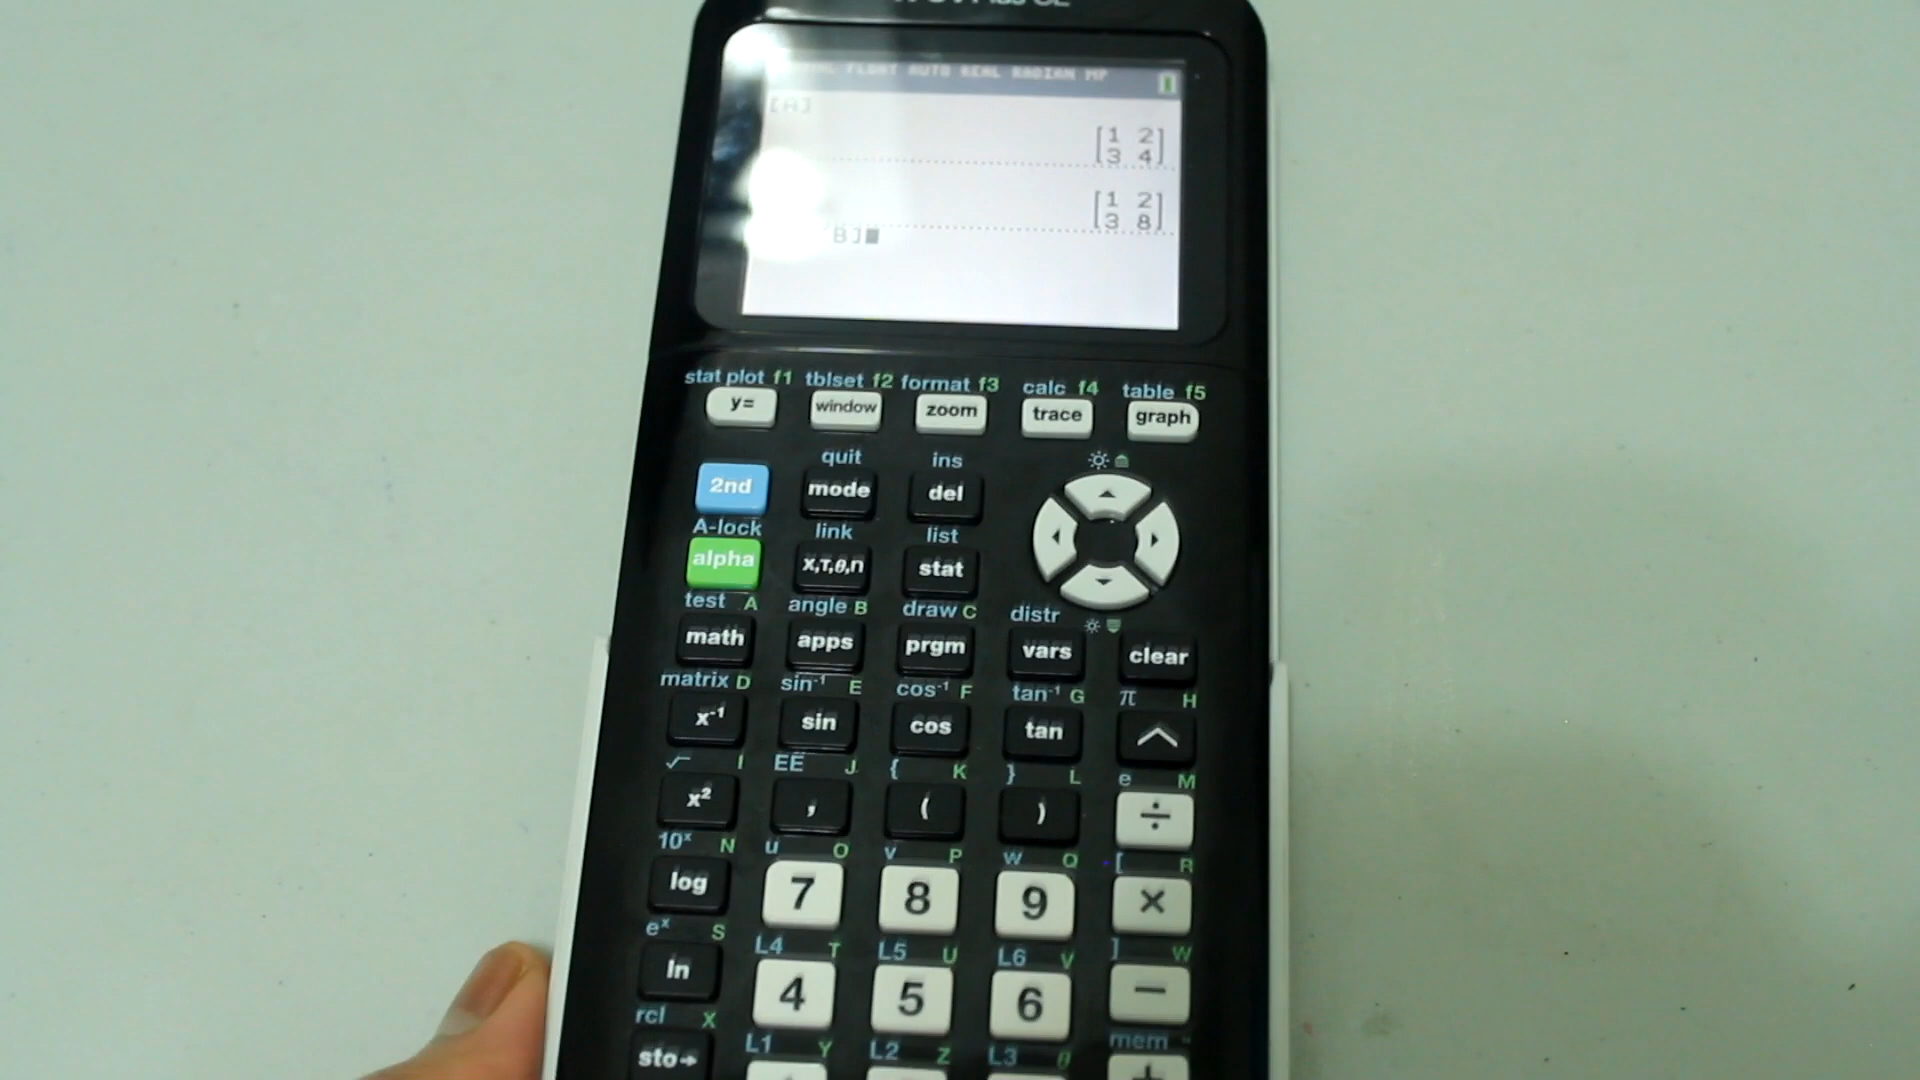 Plus CE
FLOAT AUTO REAL RADIAN MP
[A]
[1 2]
[3 4]
[1 2]
[3 8]
B]
stat plot f1 tblset f2 format f3 calc f4 table f5
y= window zoom trace graph
quit ins
2nd mode del
A-lock link list
alpha X,T,θ,n stat
test A angle B draw C distr
math apps prgm vars clear
matrix D sin-1 E cos-1 F tan-1 G π H
x-1 sin cos tan ^
√ I EE J { K } L e M
x² , ( ) ÷
10ˣ N u O v P w Q [ R
log 7 8 9 ×
eˣ S L4 T L5 U L6 V ] W
ln 4 5 6 −
rcl X L1 Y L2 Z L3 θ mem "
sto→ +